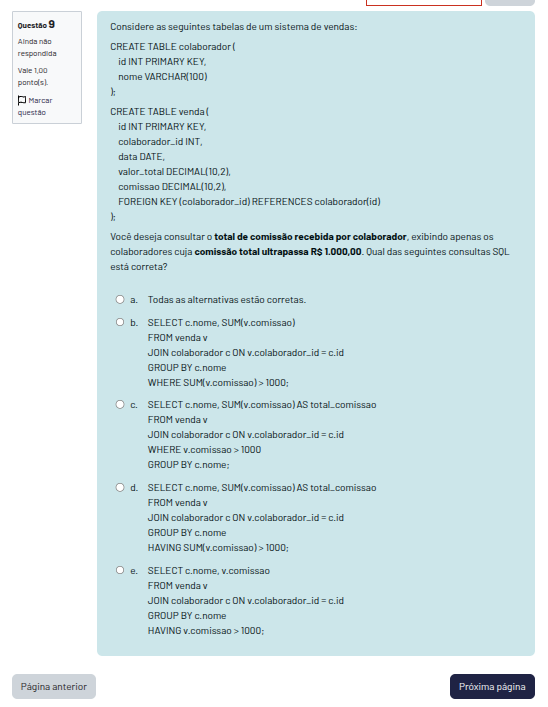 Questão 9
Ainda não
respondida
Vale 1,00
ponto(s).
Marcar
questão
Considere as seguintes tabelas de um sistema de vendas:
CREATE TABLE colaborador (
id INT PRIMARY KEY,
nome VARCHAR(100)
);
CREATE TABLE venda (
id INT PRIMARY KEY,
colaborador_id INT,
data DATE,
valor_total DECIMAL(10,2),
comissao DECIMAL(10,2),
FOREIGN KEY (colaborador_id) REFERENCES colaborador(id)
);
Você deseja consultar o total de comissão recebida por colaborador, exibindo apenas os
colaboradores cuja comissão total ultrapassa R$ 1.000,00. Qual das seguintes consultas SQL
está correta?
a. Todas as alternativas estão corretas.
b. SELECT c.nome, SUM(v.comissao)
FROM venda v
JOIN colaborador c ON v.colaborador_id = c.id
GROUP BY c.nome
WHERE SUM(v.comissao) > 1000;
c. SELECT c.nome, SUM(v.comissao) AS total_comissao
FROM venda v
JOIN colaborador c ON v.colaborador_id = c.id
WHERE v.comissao > 1000
GROUP BY c.nome;
d. SELECT c.nome, SUM(v.comissao) AS total_comissao
FROM venda v
JOIN colaborador c ON v.colaborador_id = c.id
GROUP BY c.nome
HAVING SUM(v.comissao) > 1000;
e. SELECT c.nome, v.comissao
FROM venda v
JOIN colaborador c ON v.colaborador_id = c.id
GROUP BY c.nome
HAVING v.comissao > 1000;
Página anterior
Próxima página